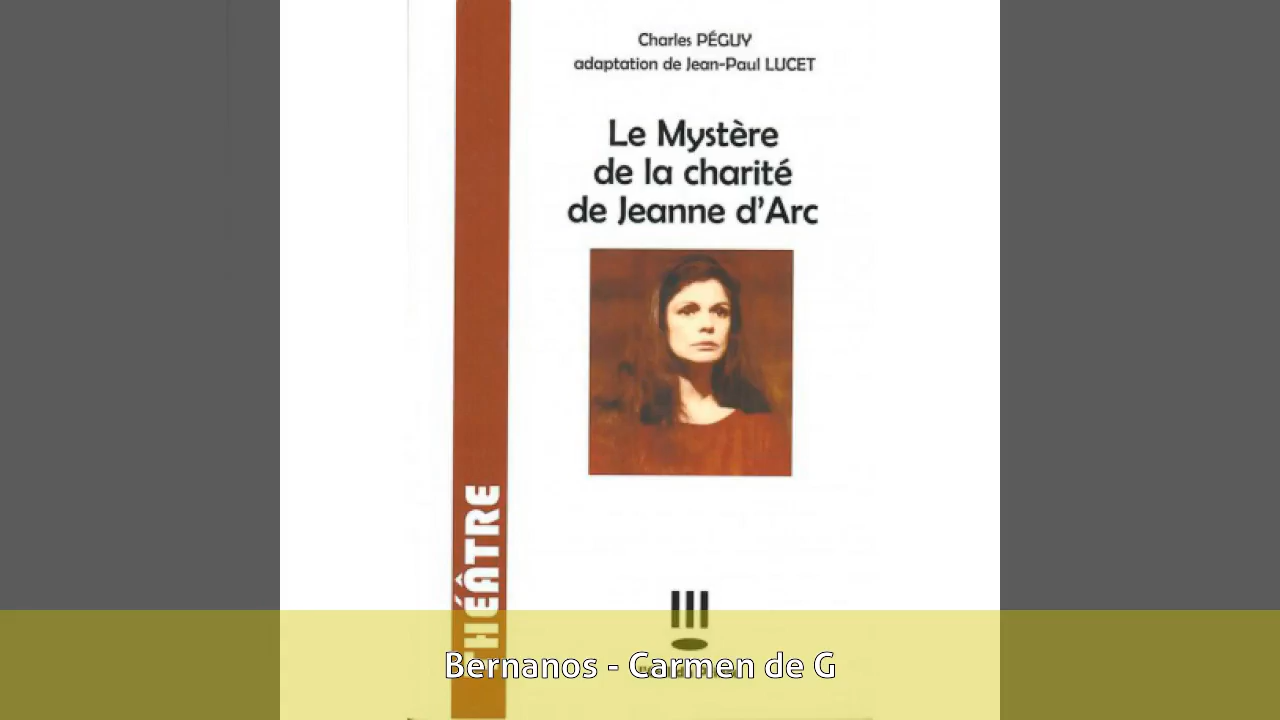 Charles PÉGUY
adaptation de Jean-Paul LUCET
Le Mystère
de la charité
de Jeanne d'Arc
THÉÂTRE
Bernanos - Carmen de G